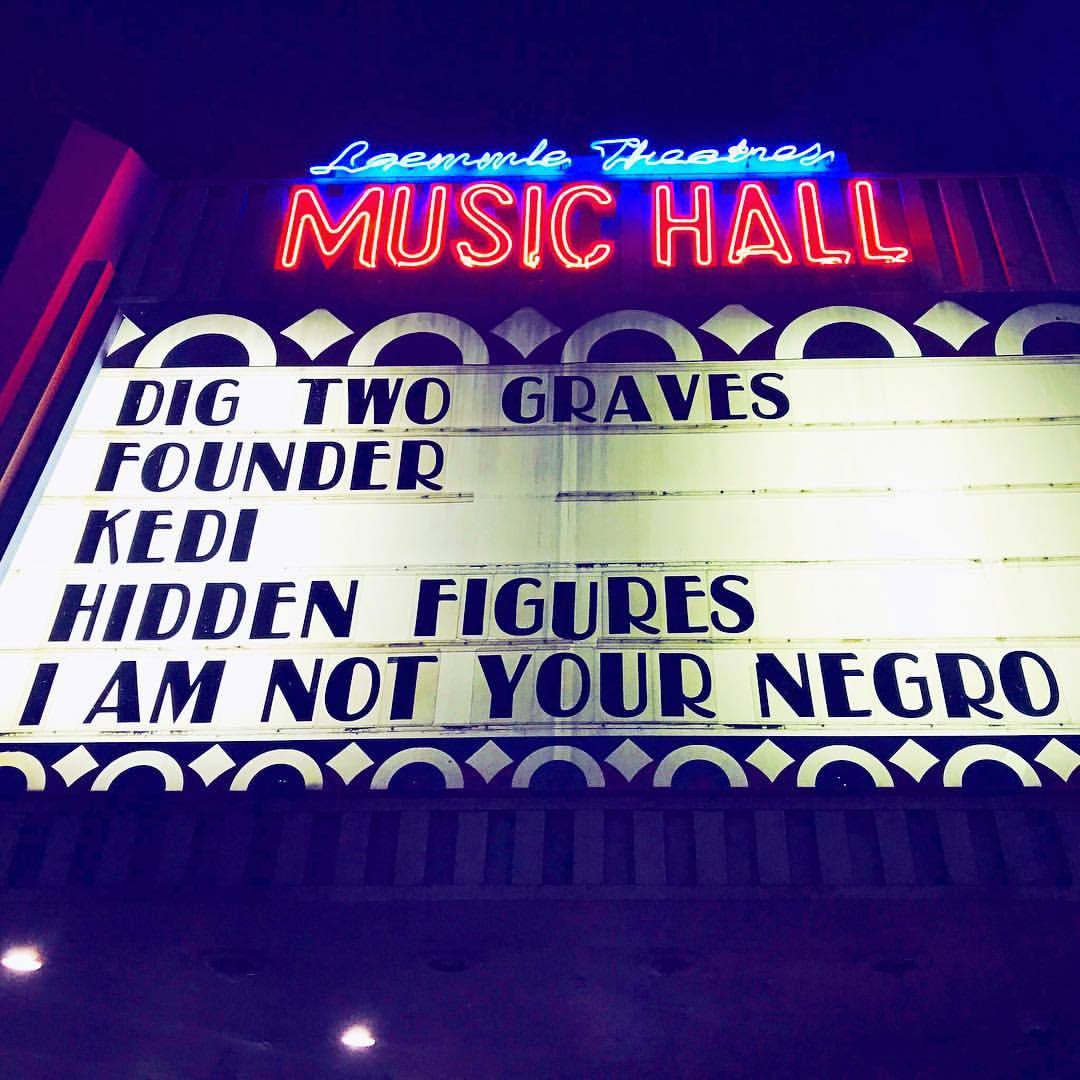 Laemmle Theatres
MUSIC HALL
DIG TWO GRAVES
FOUNDER
KEDI
HIDDEN FIGURES
I AM NOT YOUR NEGRO